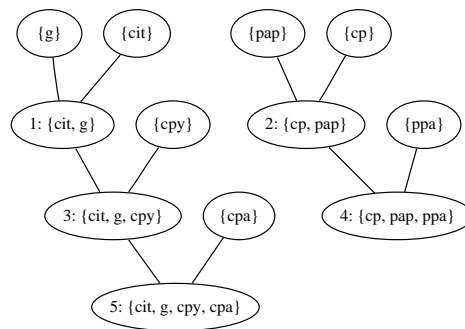 {g} {cit} {pap} {cp}
1: {cit, g} {cpy} 2: {cp, pap} {ppa}
3: {cit, g, cpy} {cpa} 4: {cp, pap, ppa}
5: {cit, g, cpy, cpa}